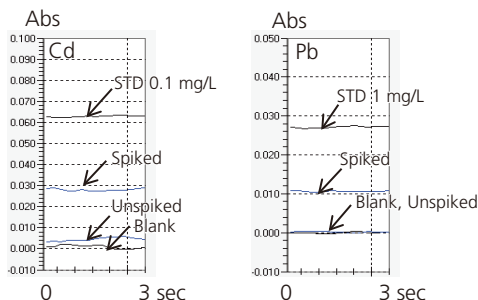 Abs
0.100
Cd
0.090
0.080
STD 0.1 mg/L
0.070
0.060
0.050
0.040
Spiked
0.030
0.020
Unspiked
0.010
Blank
0.000
-0.010
0
3 sec
Abs
0.050
Pb
0.040
STD 1 mg/L
0.030
0.020
Spiked
0.010
Blank, Unspiked
0.000
-0.010
0
3 sec